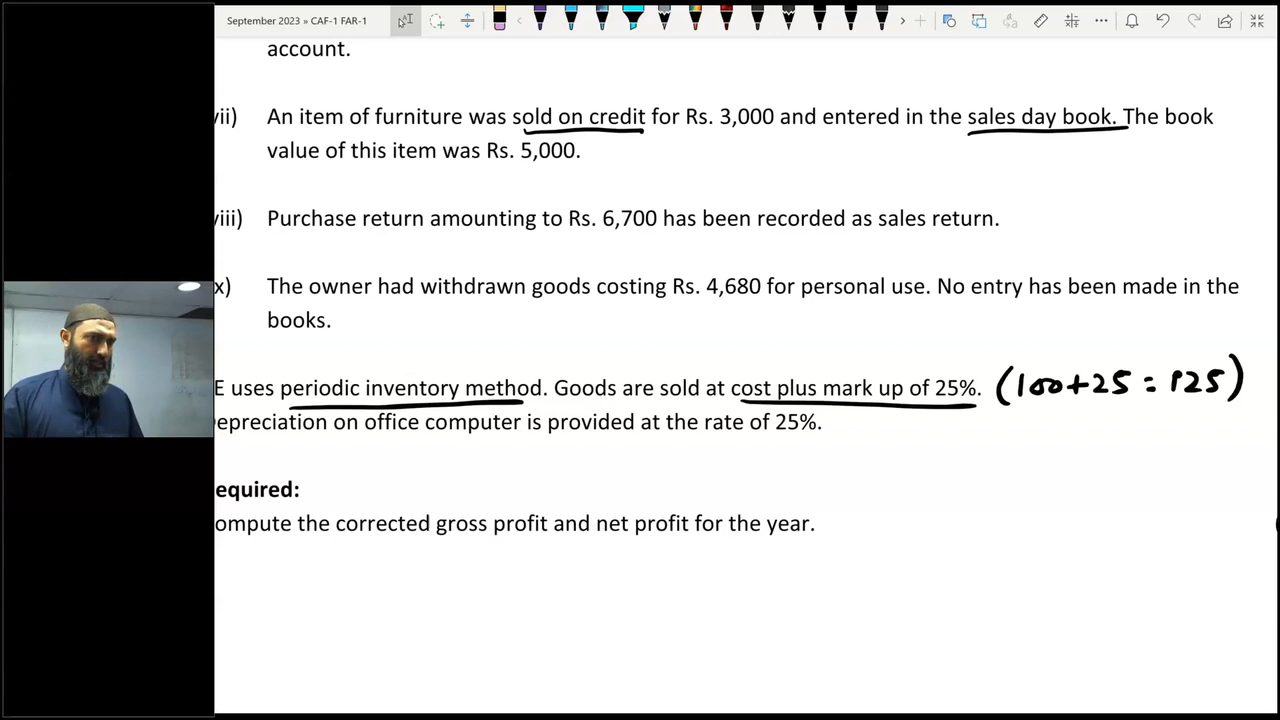 September 2023 » CAF-1 FAR-1
account.
vii) An item of furniture was sold on credit for Rs. 3,000 and entered in the sales day book. The book
value of this item was Rs. 5,000.
viii) Purchase return amounting to Rs. 6,700 has been recorded as sales return.
x) The owner had withdrawn goods costing Rs. 4,680 for personal use. No entry has been made in the
books.
E uses periodic inventory method. Goods are sold at cost plus mark up of 25%. (100+25=125)
epreciation on office computer is provided at the rate of 25%.
equired:
ompute the corrected gross profit and net profit for the year.